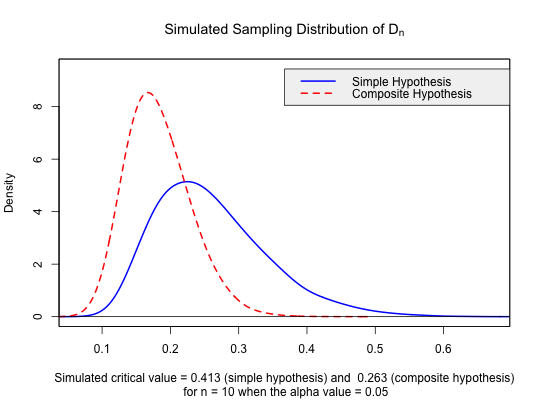 Simulated Sampling Distribution of Dn
Simple Hypothesis
Composite Hypothesis
Density
8
6
4
2
0
0.1 0.2 0.3 0.4 0.5 0.6
Simulated critical value = 0.413 (simple hypothesis) and 0.263 (composite hypothesis)
for n = 10 when the alpha value = 0.05